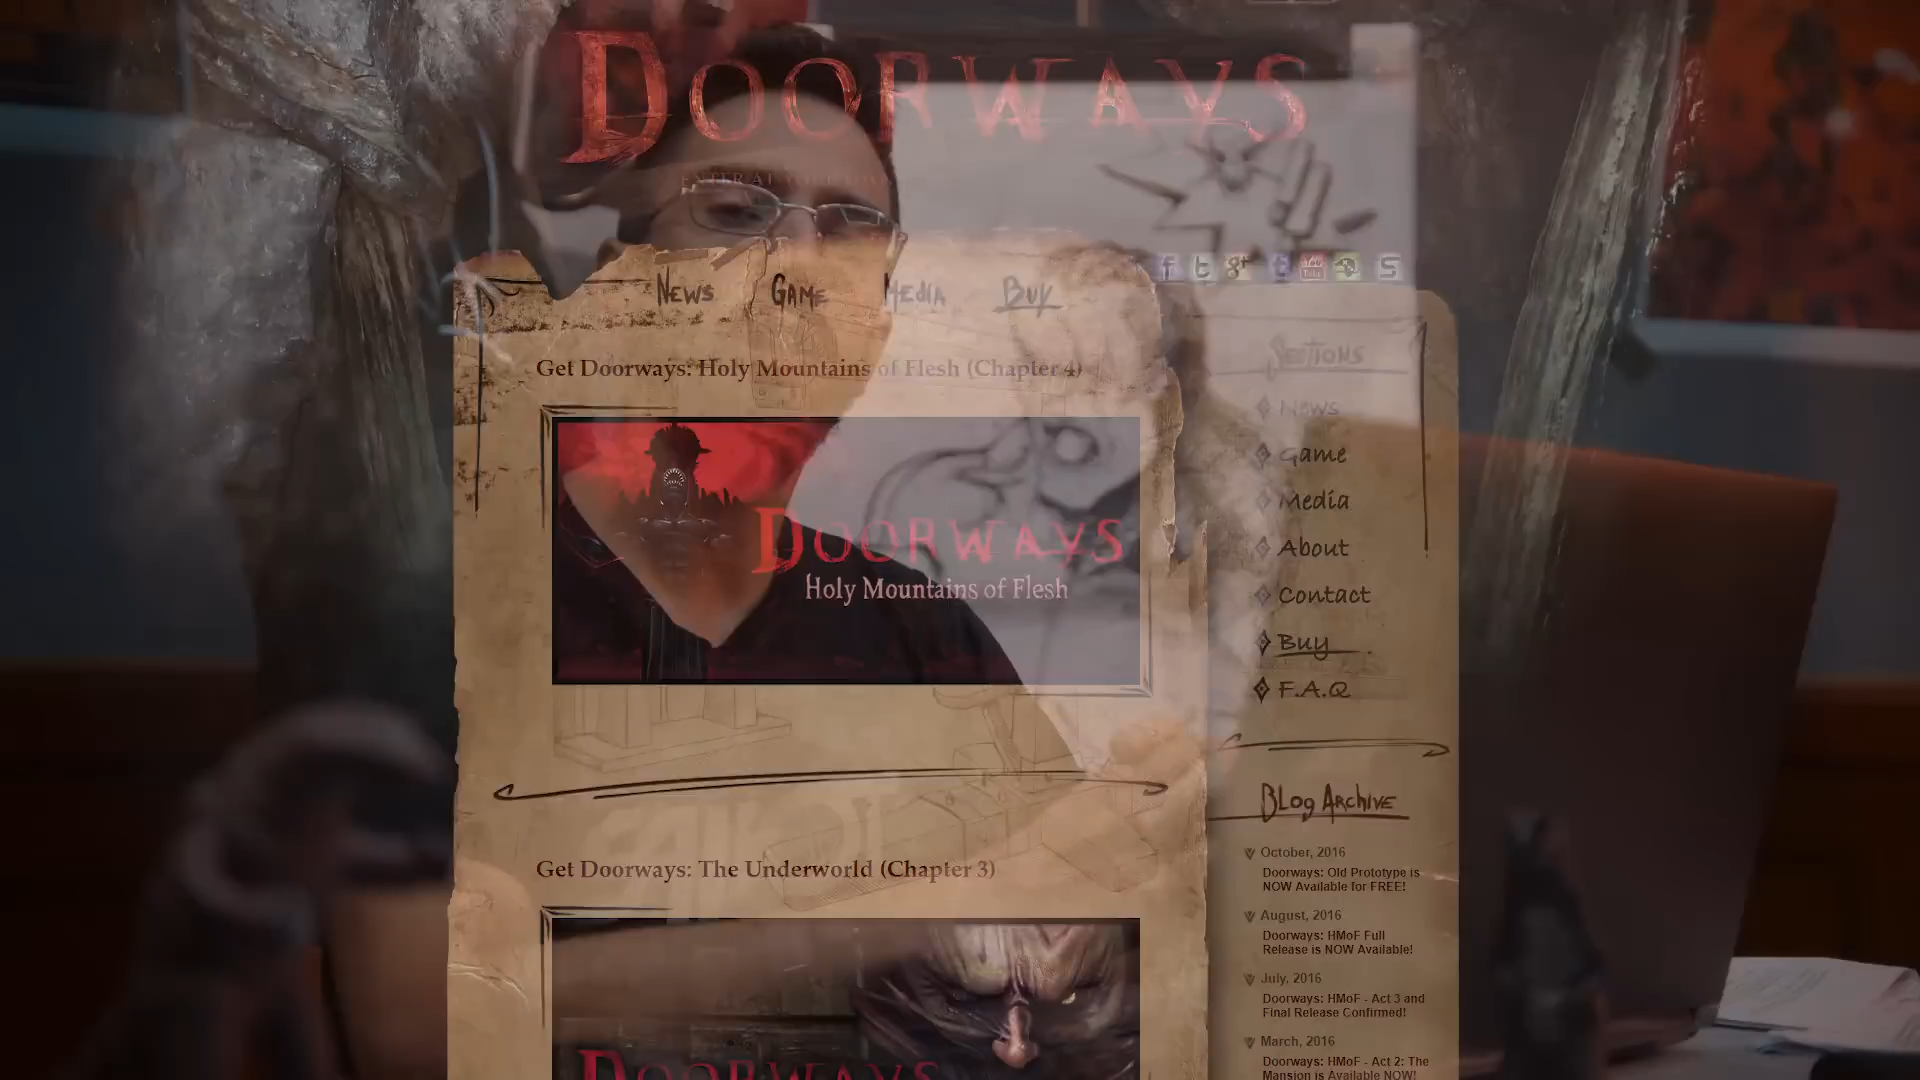 DOORWAYS
NEWS GAME MEDIA BUY
Get Doorways: Holy Mountains of Flesh (Chapter 4)
DOORWAYS
Holy Mountains of Flesh
Get Doorways: The Underworld (Chapter 3)
DOORWAYS
SECTIONS
News
Game
Media
About
Contact
Buy
F.A.Q
BLOG ARCHIVE
October, 2016
Doorways: Old Prototype is
NOW Available for FREE!
August, 2016
Doorways: HMoF Full
Release is NOW Available!
July, 2016
Doorways: HMoF - Act 3 and
Final Release Confirmed!
March, 2016
Doorways: HMoF - Act 2: The
Mansion is Available NOW!